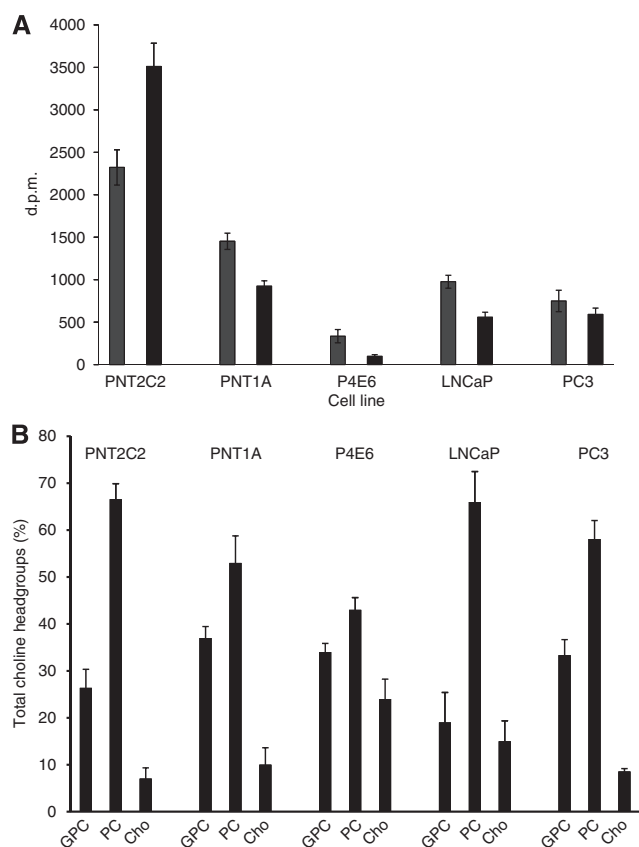 A
4000
3500
3000
2500
2000
1500
1000
500
0
d.p.m.
PNT2C2 PNT1A P4E6 LNCaP PC3
Cell line
B
80
70
60
50
40
30
20
10
0
Total choline headgroups (%)
PNT2C2 PNT1A P4E6 LNCaP PC3
GPC PC Cho GPC PC Cho GPC PC Cho GPC PC Cho GPC PC Cho